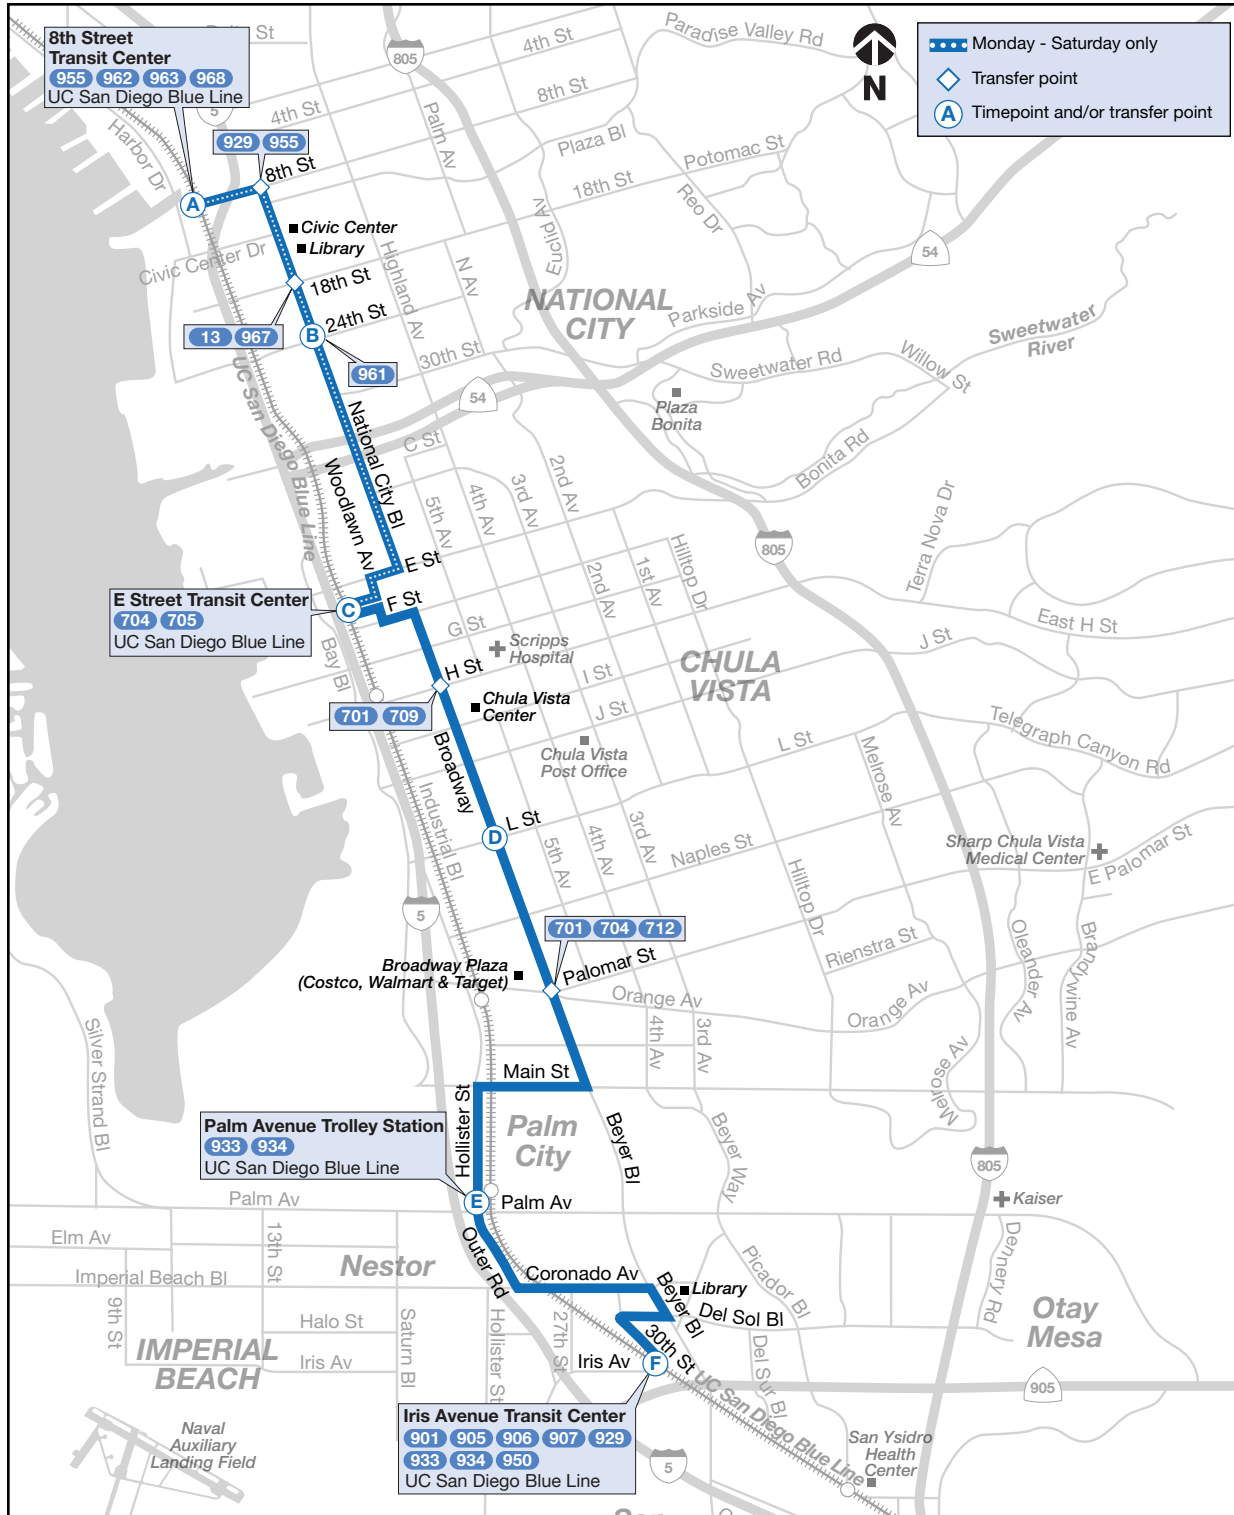 8th Street
Transit Center
955 962 963 968
UC San Diego Blue Line
4th St
805
Paradise Valley Rd
N
Monday - Saturday only
Transfer point
A Timepoint and/or transfer point
5
4th St
8th St
Palm Av
Harbor Dr
929 955
Plaza Bl
Potomac St
8th St
18th St
Reo Dr
A
Euclid Av
Civic Center
Library
Civic Center Dr
Highland Av
N Av
54
18th St
NATIONAL
CITY
Parkside Av
Sweetwater
River
24th St
B
13 967
30th St
961
Sweetwater Rd
Willow St
UC San Diego Blue Line
54
Plaza
Bonita
National City Bl
C St
Bonita Rd
Woodlawn Av
5th Av
4th Av
3rd Av
2nd Av
Terra Nova Dr
805
E St
Hilltop Dr
1st Av
2nd Av
E Street Transit Center
704 705
UC San Diego Blue Line
C
F St
G St
East H St
J St
Bay Bl
Scripps
Hospital
H St
I St
CHULA
VISTA
Chula Vista
Center
701 709
J St
Telegraph Canyon Rd
L St
Broadway
Chula Vista
Post Office
Melrose Av
Industrial Bl
L St
D
3rd Av
4th Av
5th Av
Naples St
Sharp Chula Vista
Medical Center
E Palomar St
Hilltop Dr
5
701 704 712
Oleander Av
Brandywine Av
Rienstra St
Palomar St
Broadway Plaza
(Costco, Walmart & Target)
Orange Av
Orange Av
Silver Strand Bl
4th Av
3rd Av
Melrose Av
Main St
Hollister St
Palm Avenue Trolley Station
933 934
UC San Diego Blue Line
Palm
City
Beyer Bl
Beyer Way
805
Palm Av
E
Palm Av
Kaiser
Elm Av
13th St
Outer Rd
Dennery Rd
Nestor
Picador Bl
Imperial Beach Bl
Coronado Av
Library
Beyer Bl
Del Sol Bl
Otay
Mesa
9th St
Halo St
Saturn Bl
Hollister St
27th St
30th St
Del Sur Bl
IMPERIAL
BEACH
Iris Av
Iris Av
F
UC San Diego Blue Line
905
Iris Avenue Transit Center
901 905 906 907 929
933 934 950
UC San Diego Blue Line
Naval
Auxiliary
Landing Field
San Ysidro
Health
Center
5